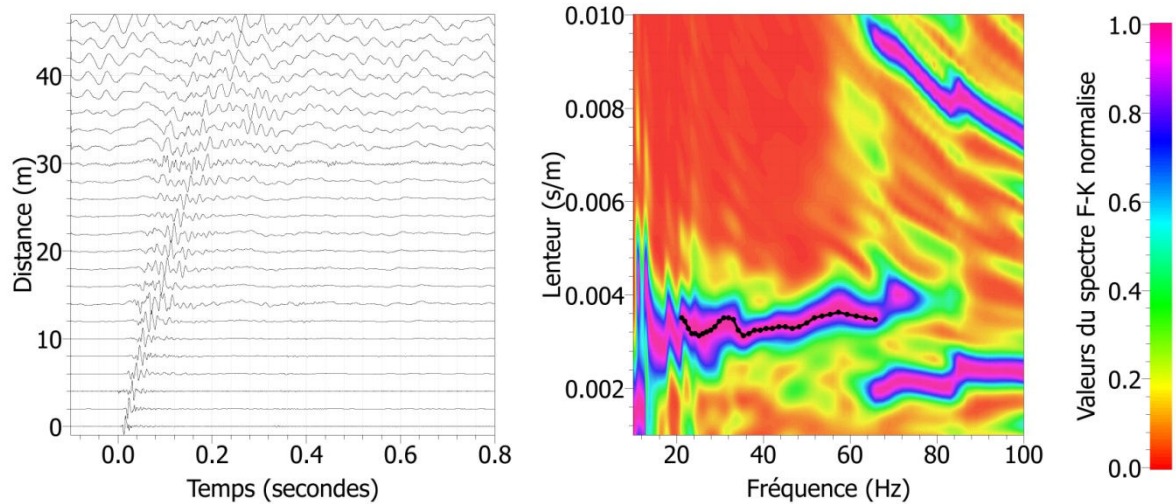 40
30
20
10
0
Distance (m)
0.0 0.2 0.4 0.6 0.8
Temps (secondes)
0.010
0.008
0.006
0.004
0.002
Lenteur (s/m)
20 40 60 80 100
Fréquence (Hz)
Valeurs du spectre F-K normalise
1.0
0.8
0.6
0.4
0.2
0.0